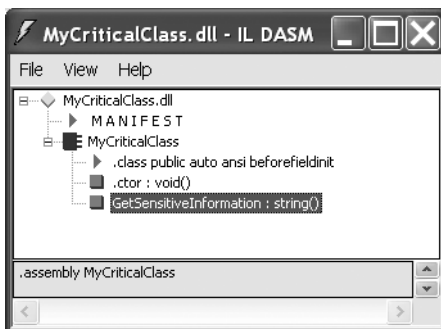 MyCriticalClass.dll - IL DASM
File View Help
MyCriticalClass.dll
MANIFEST
MyCriticalClass
.class public auto ansi beforefieldinit
.ctor : void()
GetSensitiveInformation : string()
.assembly MyCriticalClass